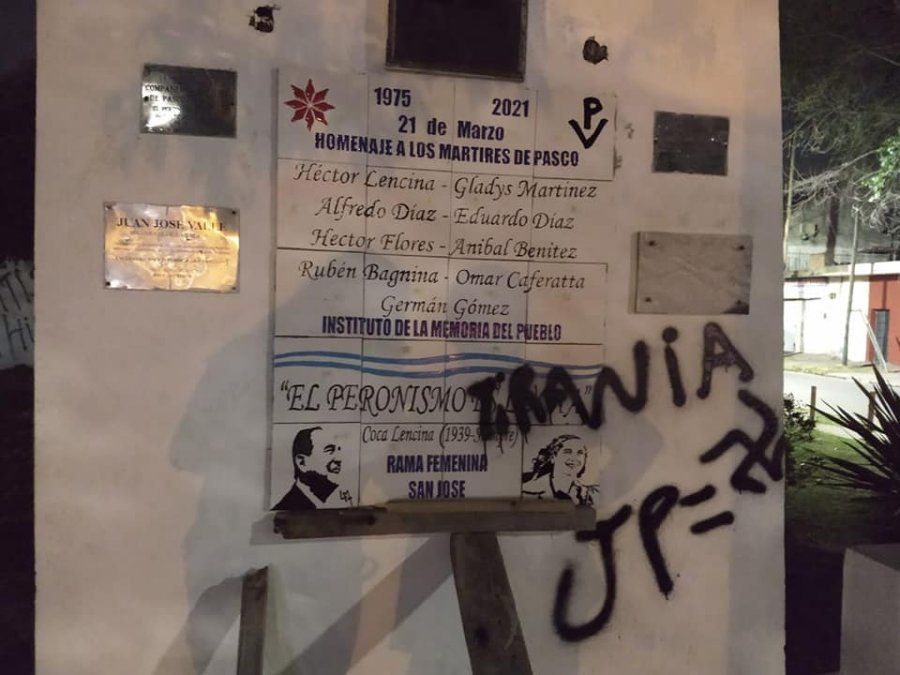 1975 2021
21 de Marzo
HOMENAJE A LOS MARTIRES DE PASCO
Héctor Lencina - Gladys Martinez
Alfredo Díaz - Eduardo Díaz
Hector Flores - Anibal Benitez
Rubén Bagnina - Omar Caferatta
Germán Gómez
INSTITUTO DE LA MEMORIA DEL PUEBLO
"EL PERONISMO
Coca Lencina (1939-
RAMA FEMENINA
SAN JOSE
PV
JUAN JOSE VALLE
DE PASCO
TIRANIA
JP=